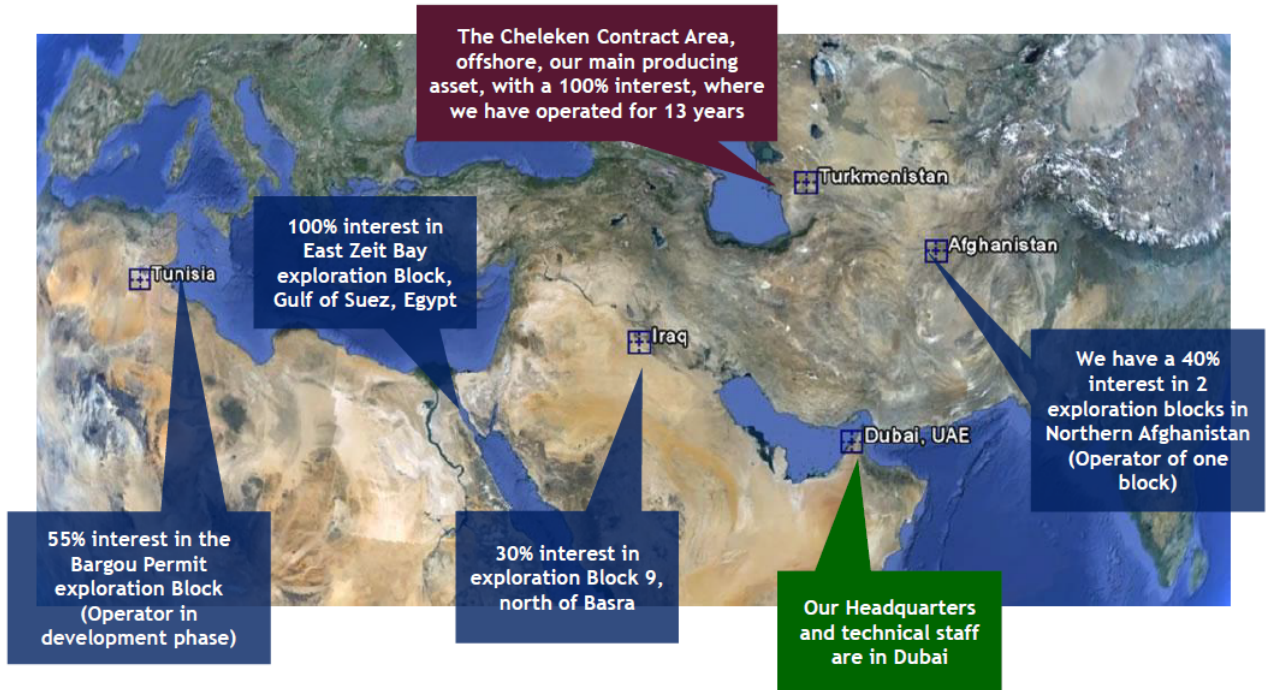 The Cheleken Contract Area,
offshore, our main producing
asset, with a 100% interest, where
we have operated for 13 years
Turkmenistan
100% interest in
East Zeit Bay
exploration Block,
Gulf of Suez, Egypt
Afghanistan
Tunisia
Iraq
We have a 40%
interest in 2
exploration blocks in
Northern Afghanistan
(Operator of one
block)
Dubai, UAE
55% interest in the
Bargou Permit
exploration Block
(Operator in
development phase)
30% interest in
exploration Block 9,
north of Basra
Our Headquarters
and technical staff
are in Dubai